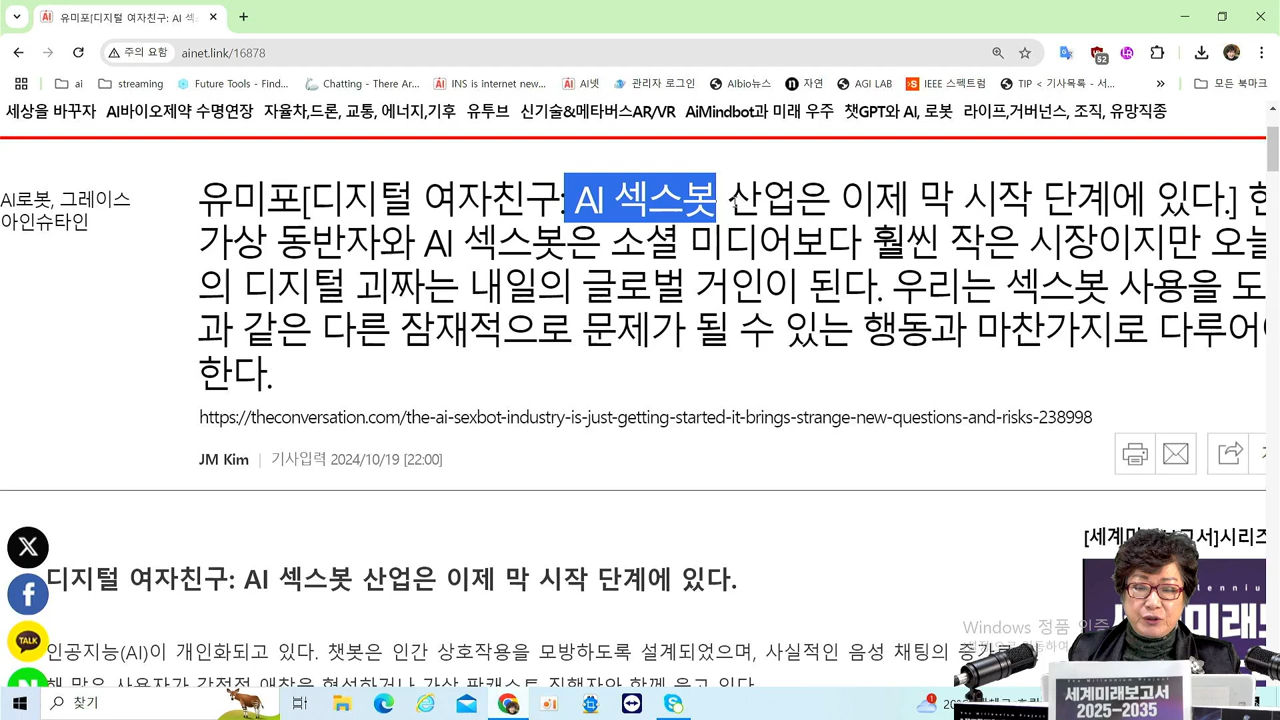 유미포[디지털 여자친구: AI 섹
주의 요함
ainet.link/16878
52
ai
streaming
Future Tools - Find...
Chatting - There Ar...
INS is internet new...
AI넷
관리자 로그인
AIbio뉴스
자연
AGI LAB
IEEE 스펙트럼
TIP < 기사목록 - 서...
모든 북마크
세상을 바꾸자 AI바이오제약 수명연장 자율차,드론, 교통, 에너지,기후 유투브 신기술&메타버스AR/VR AiMindbot과 미래 우주 챗GPT와 AI, 로봇 라이프,거버넌스, 조직, 유망직종
AI로봇, 그레이스
아인슈타인
유미포[디지털 여자친구: AI 섹스봇 산업은 이제 막 시작 단계에 있다.]
가상 동반자와 AI 섹스봇은 소셜 미디어보다 훨씬 작은 시장이지만
의 디지털 괴짜는 내일의 글로벌 거인이 된다. 우리는 섹스봇 사용을 도
과 같은 다른 잠재적으로 문제가 될 수 있는 행동과 마찬가지로
한다.
https://theconversation.com/the-ai-sexbot-industry-is-just-getting-started-it-brings-strange-new-questions-and-risks-238998
JM Kim | 기사입력 2024/10/19 [22:00]
디지털 여자친구: AI 섹스봇 산업은 이제 막 시작 단계에 있다.
TALK
인공지능(AI)이 개인화되고 있다. 챗봇은 인간 상호작용을 모방하도록 설계되었으며, 사실적인 음성 채팅의
Windows 정품 인증
찾기
세계미래보고서
2025-2035